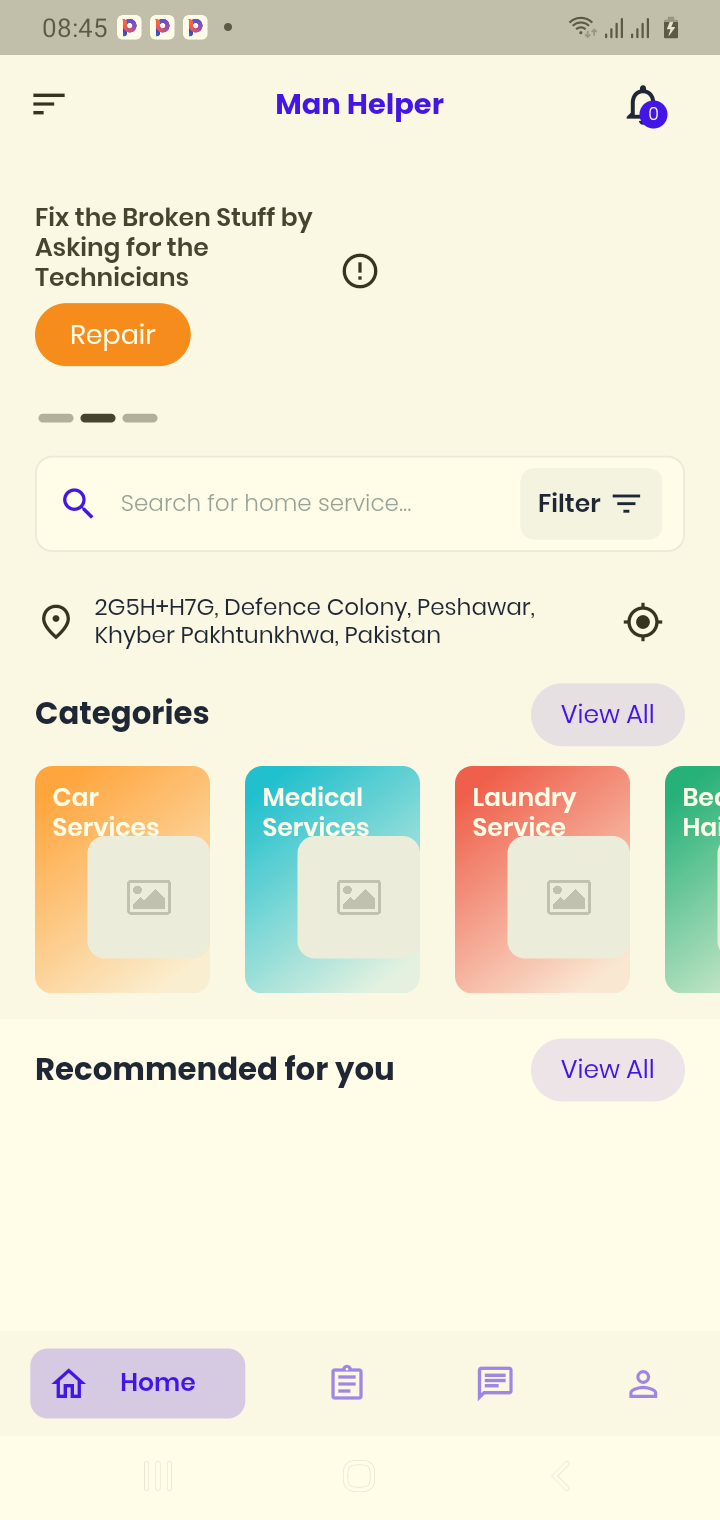 08:45
Man Helper
0
Fix the Broken Stuff by
Asking for the
Technicians
Repair
Search for home service...
Filter
2G5H+H7G, Defence Colony, Peshawar,
Khyber Pakhtunkhwa, Pakistan
Categories
View All
Car
Services
Medical
Services
Laundry
Service
Recommended for you
View All
Home